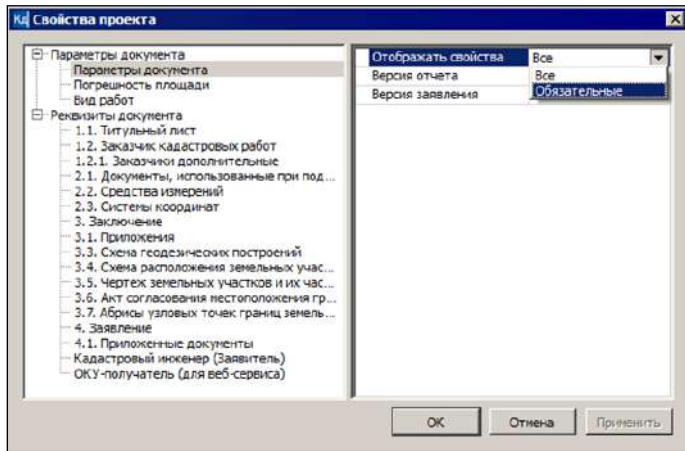 Кд Свойства проекта
Параметры документа
Параметры документа
Погрешность площади
Вид работ
Реквизиты документа
1.1. Титульный лист
1.2. Заказчик кадастровых работ
1.2.1. Заказчики дополнительные
2.1. Документы, использованные при под...
2.2. Средства измерений
2.3. Системы координат
3. Заключение
3.1. Приложения
3.3. Схема геодезических построений
3.4. Схема расположения земельных учас...
3.5. Чертеж земельных участков и их час...
3.6. Акт согласования местоположения гр...
3.7. Абрисы узловых точек границ земель...
4. Заявление
4.1. Приложенные документы
Кадастровый инженер (Заявитель)
ОКУ-получатель (для веб-сервиса)
Отображать свойства Все
Версия отчета Все
Версия заявления Обязательные
ОК Отмена Применить